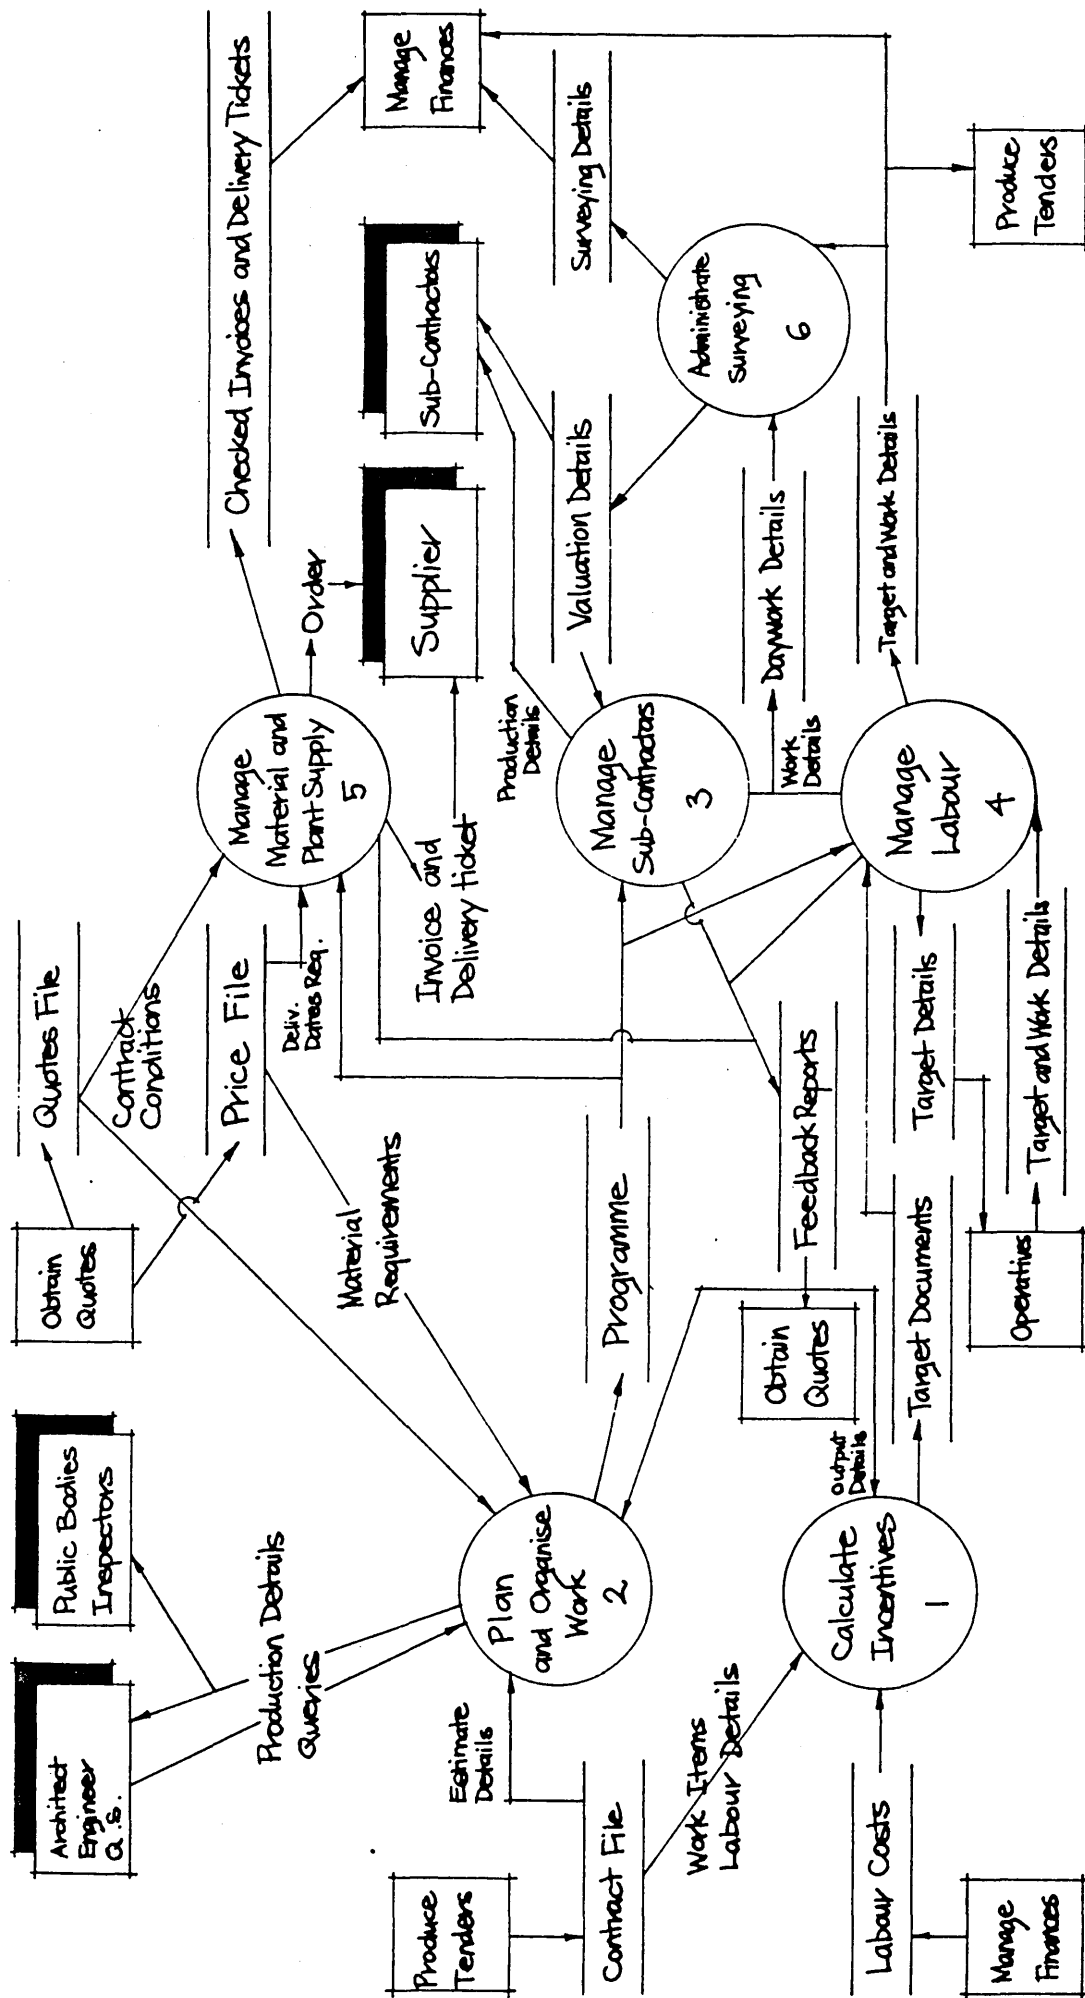 Architect
Engineer
Q.S.
Public Bodies
Inspectors
Obtain
Quotes
Quotes File
Contract
Conditions
Price File
Deliv.
Dates Req.
Checked Invoices and Delivery Tickets
Manage
Finances
Production Details
Queries
Material
Requirements
Manage
Material and
Plant Supply
5
Order
Invoice and
Delivery ticket
Supplier
Sub-Contractors
Produce
Tenders
Contract File
Estimate
Details
Plan
and Organise
Work
2
Programme
Production
Details
Manage
Sub-Contractors
3
Valuation Details
Surveying Details
Administrate
Surveying
6
Work Items
Labour Details
Obtain
Quotes
Feedback Reports
Work
Details
Daywork Details
Manage
Finances
Labour Costs
Calculate
Incentives
1
Output
Details
Target Documents
Target Details
Operatives
Target and Work Details
Manage
Labour
4
Target and Work Details
Produce
Tenders